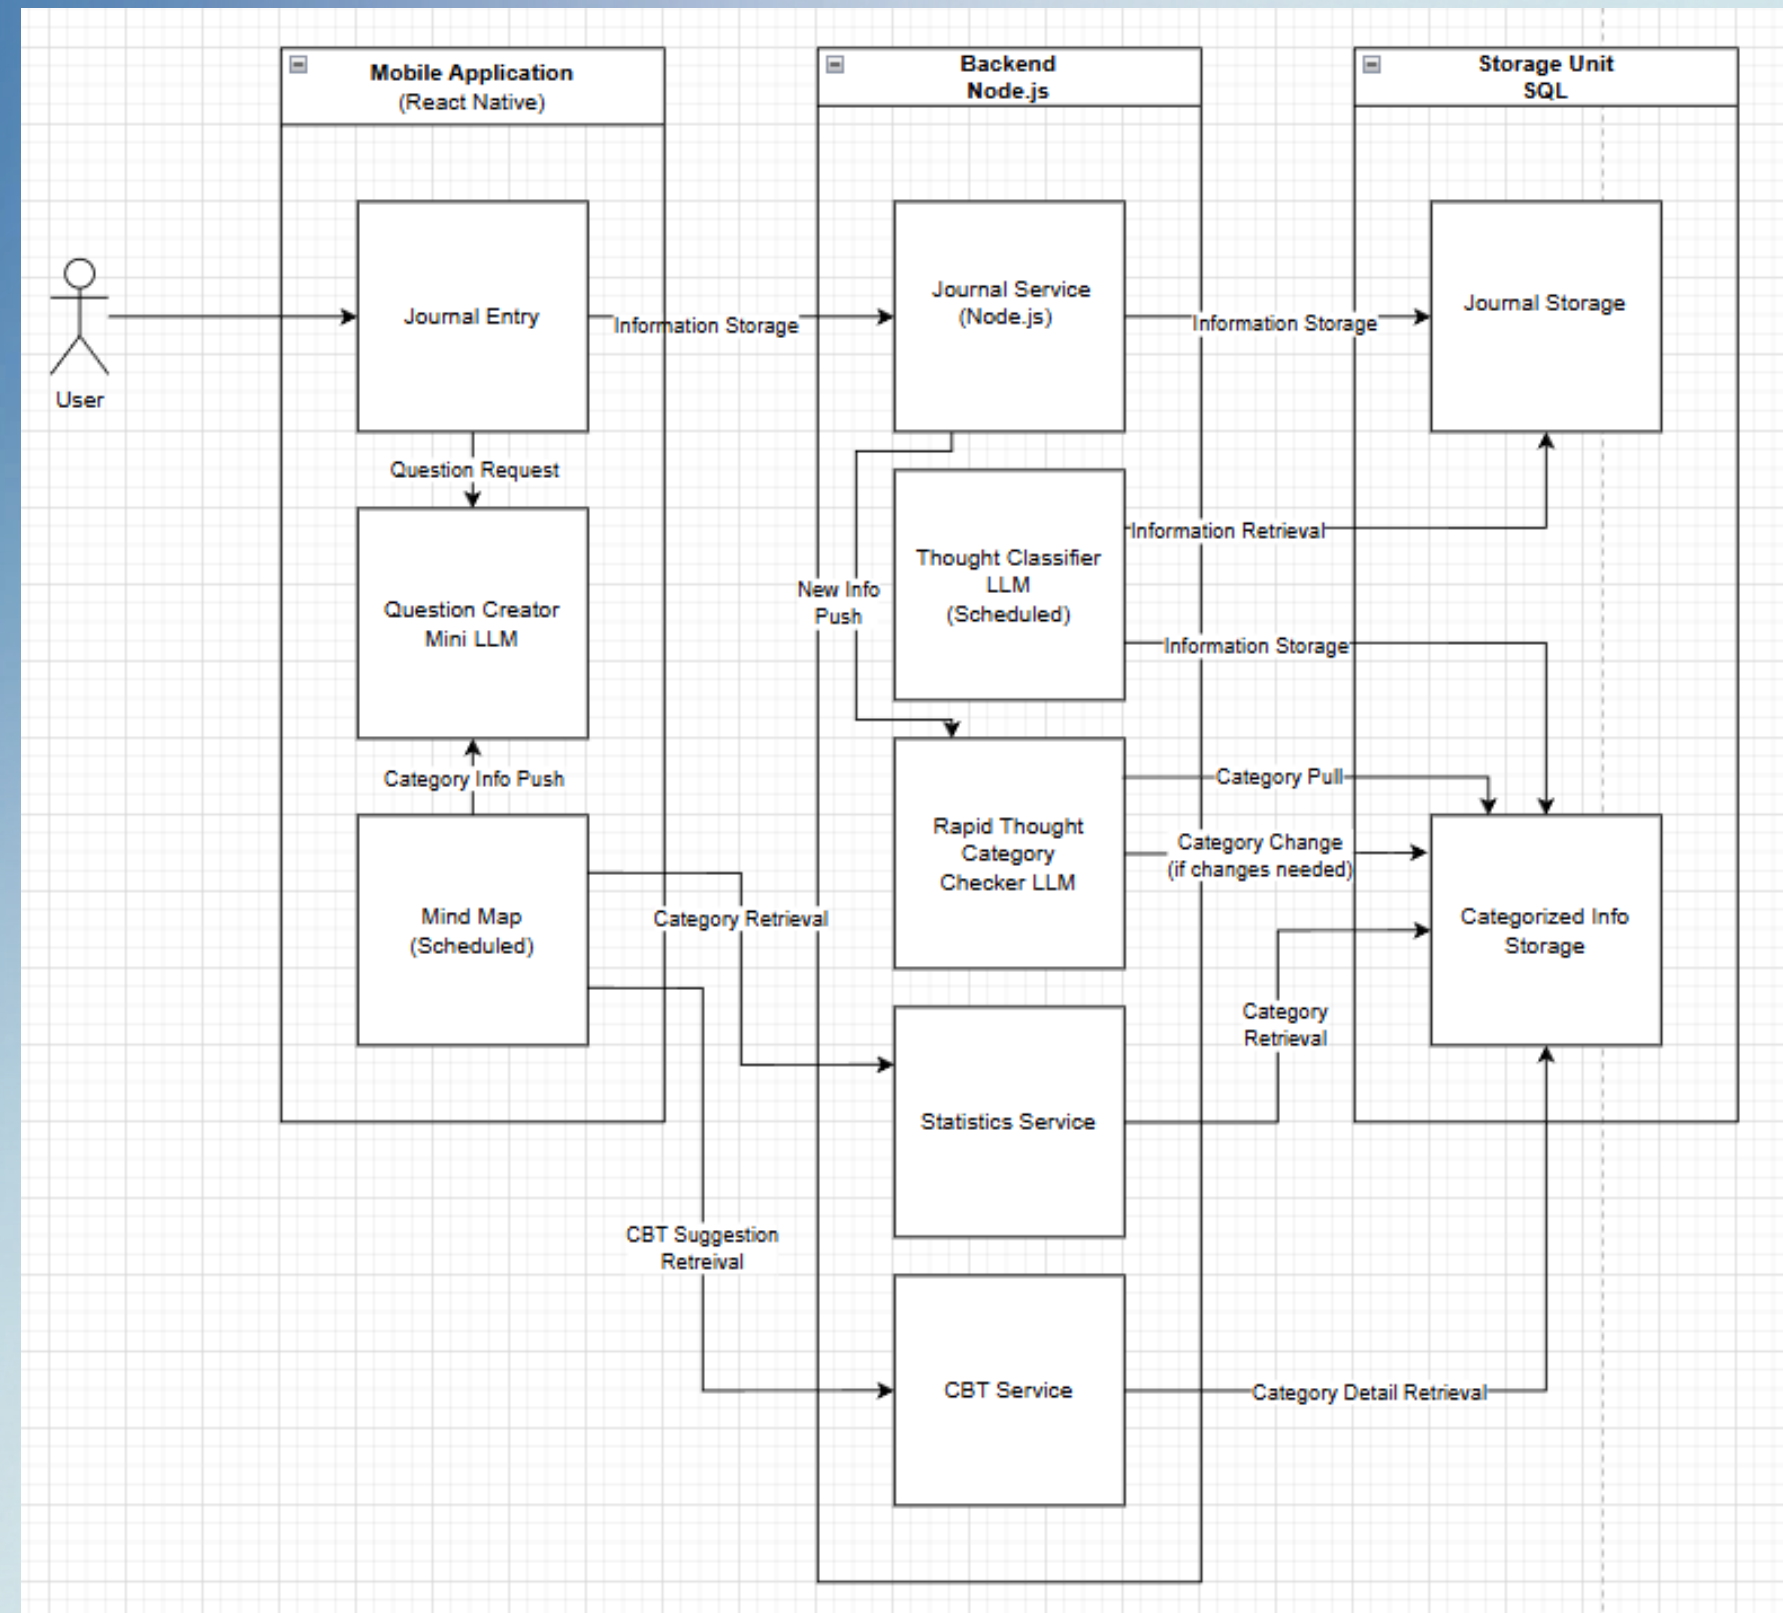 Mobile Application
(React Native)
Backend
Node.js
Storage Unit
SQL
User
Journal Entry
Information Storage
Journal Service
(Node.js)
Information Storage
Journal Storage
Question Request
Question Creator
Mini LLM
New Info
Push
Thought Classifier
LLM
(Scheduled)
Information Retrieval
Information Storage
Category Info Push
Mind Map
(Scheduled)
Category Retrieval
Rapid Thought
Category
Checker LLM
Category Pull
Category Change
(if changes needed)
Categorized Info
Storage
Category
Retrieval
Statistics Service
CBT Suggestion
Retreival
CBT Service
Category Detail Retrieval